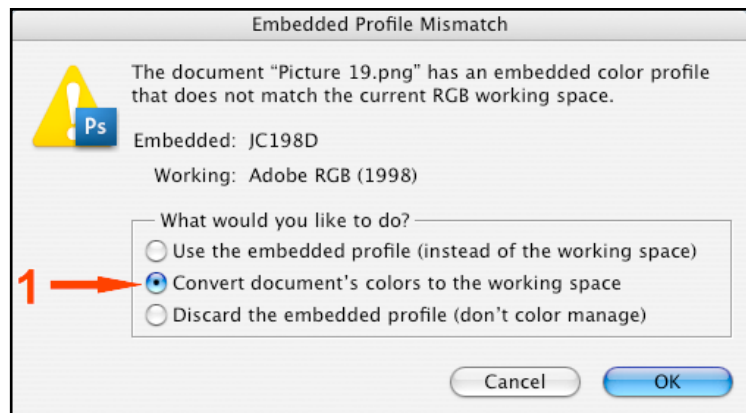 Embedded Profile Mismatch
The document “Picture 19.png” has an embedded color profile
that does not match the current RGB working space.
Ps
Embedded: JC198D
Working: Adobe RGB (1998)
What would you like to do?
Use the embedded profile (instead of the working space)
1
Convert document's colors to the working space
Discard the embedded profile (don't color manage)
Cancel OK